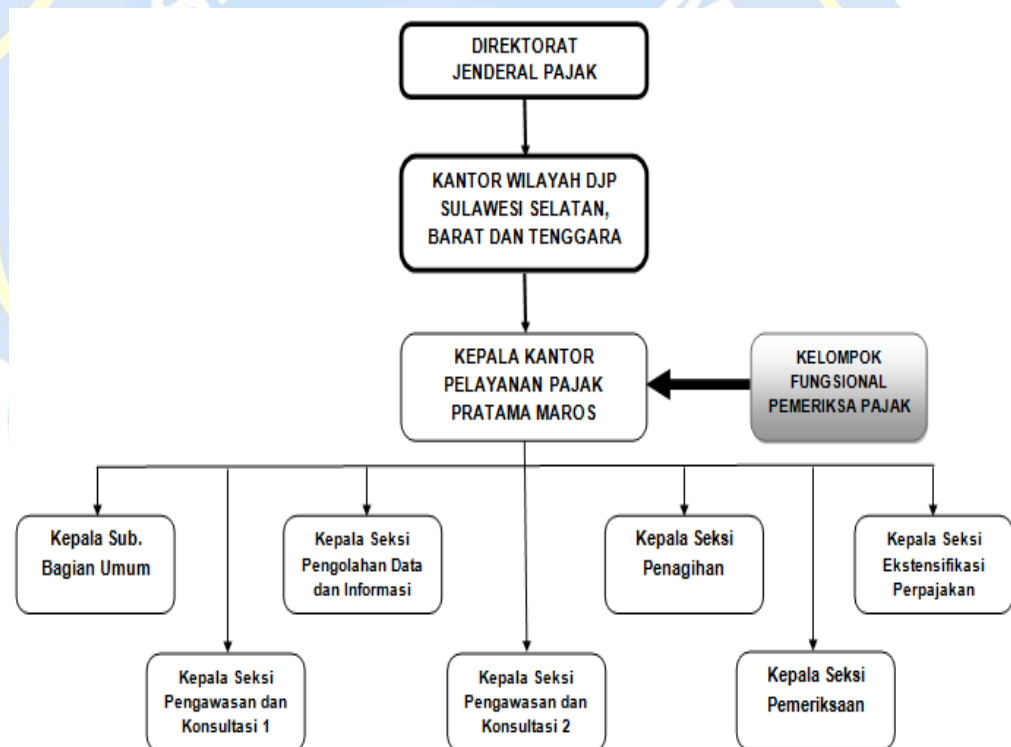 DIREKTORAT
JENDERAL PAJAK
KANTOR WILAYAH DJP
SULAWESI SELATAN,
BARAT DAN TENGGARA
KEPALA KANTOR
PELAYANAN PAJAK
PRATAMA MAROS
KELOMPOK
FUNGSIONAL
PEMERIKSA PAJAK
Kepala Sub.
Bagian Umum
Kepala Seksi
Pengolahan Data
dan Informasi
Kepala Seksi
Penagihan
Kepala Seksi
Ekstensifikasi
Perpajakan
Kepala Seksi
Pengawasan dan
Konsultasi 1
Kepala Seksi
Pengawasan dan
Konsultasi 2
Kepala Seksi
Pemeriksaan